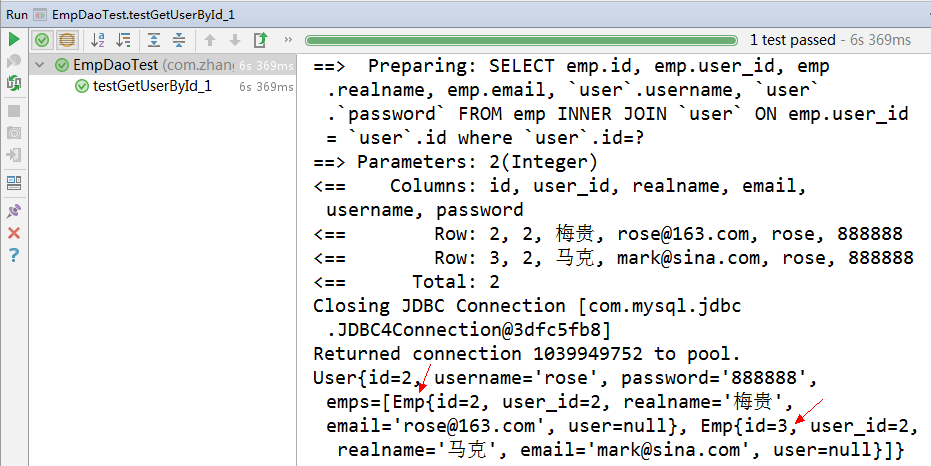 Run EmpDaoTest.testGetUserById_1
1 test passed - 6s 369ms
EmpDaoTest (com.zhang 6s 369ms
testGetUserById_1 6s 369ms
==>  Preparing: SELECT emp.id, emp.user_id, emp
.realname, emp.email, `user`.username, `user`
.`password` FROM emp INNER JOIN `user` ON emp.user_id
= `user`.id where `user`.id=?
==> Parameters: 2(Integer)
<==    Columns: id, user_id, realname, email,
username, password
<==        Row: 2, 2, 梅贵, rose@163.com, rose, 888888
<==        Row: 3, 2, 马克, mark@sina.com, rose, 888888
<==      Total: 2
Closing JDBC Connection [com.mysql.jdbc
.JDBC4Connection@3dfc5fb8]
Returned connection 1039949752 to pool.
User{id=2, username='rose', password='888888',
emps=[Emp{id=2, user_id=2, realname='梅贵',
email='rose@163.com', user=null}, Emp{id=3, user_id=2,
realname='马克', email='mark@sina.com', user=null}]}